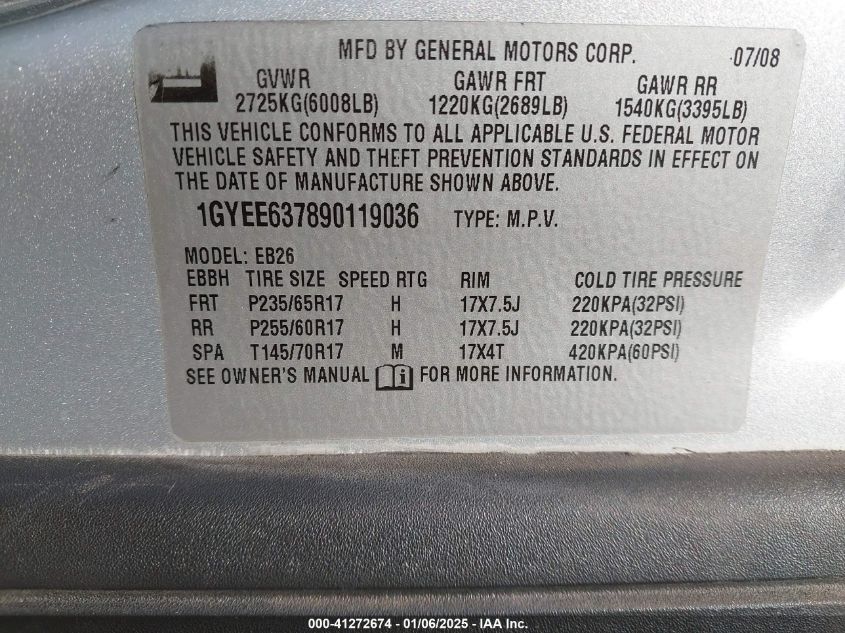 MFD BY GENERAL MOTORS CORP. 07/08
GVWR GAWR FRT GAWR RR
2725KG(6008LB) 1220KG(2689LB) 1540KG(3395LB)
THIS VEHICLE CONFORMS TO ALL APPLICABLE U.S. FEDERAL MOTOR
VEHICLE SAFETY AND THEFT PREVENTION STANDARDS IN EFFECT ON
THE DATE OF MANUFACTURE SHOWN ABOVE.
1GYEE637890119036 TYPE: M.P.V.
MODEL: EB26
EBBH TIRE SIZE SPEED RTG RIM COLD TIRE PRESSURE
FRT P235/65R17 H 17X7.5J 220KPA(32PSI)
RR P255/60R17 H 17X7.5J 220KPA(32PSI)
SPA T145/70R17 M 17X4T 420KPA(60PSI)
SEE OWNER'S MANUAL FOR MORE INFORMATION.
000-41272674 - 01/06/2025 - IAA Inc.